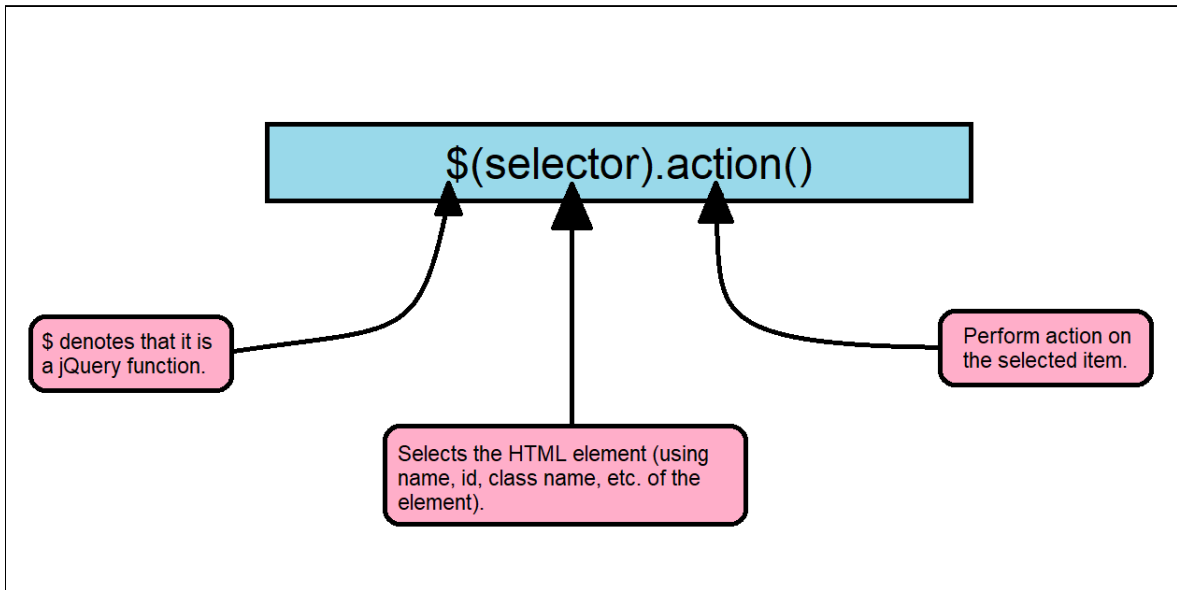 $(selector).action()
$ denotes that it is
a jQuery function.
Selects the HTML element (using
name, id, class name, etc. of the
element).
Perform action on
the selected item.